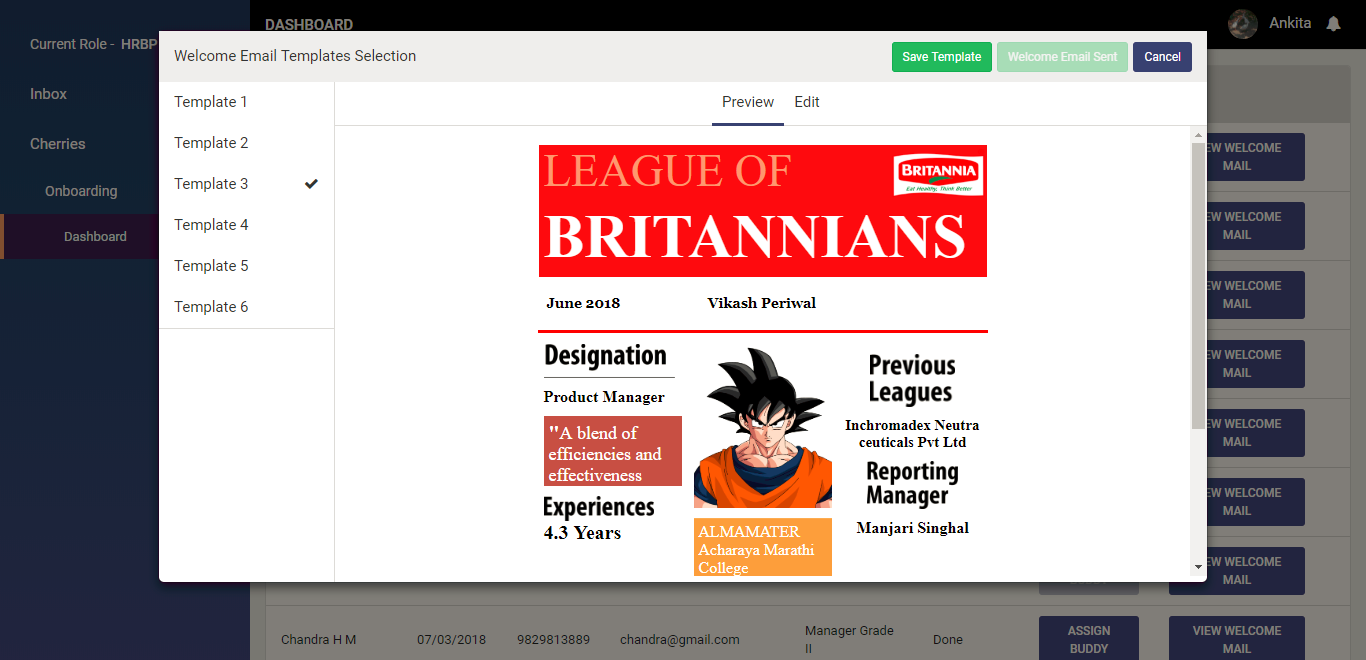 DASHBOARD
Ankita
Current Role - HRBP
Inbox
Cherries
Onboarding
Dashboard
Welcome Email Templates Selection
Save Template
Welcome Email Sent
Cancel
Template 1
Template 2
Template 3
Template 4
Template 5
Template 6
Preview Edit
LEAGUE OF
BRITANNIA
Eat Healthy, Think Better
BRITANNIANS
June 2018 Vikash Periwal
Designation
Product Manager
"A blend of
efficiencies and
effectiveness
Experiences
4.3 Years
ALMAMATER
Acharaya Marathi
College
Previous
Leagues
Inchromadex Neutra
ceuticals Pvt Ltd
Reporting
Manager
Manjari Singhal
EW WELCOME
MAIL
EW WELCOME
MAIL
EW WELCOME
MAIL
EW WELCOME
MAIL
EW WELCOME
MAIL
EW WELCOME
MAIL
EW WELCOME
MAIL
BUDDY
Chandra H M 07/03/2018 9829813889 chandra@gmail.com
Manager Grade
II
Done
ASSIGN
BUDDY
VIEW WELCOME
MAIL